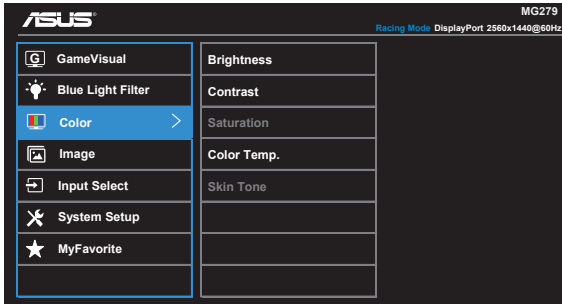 ASUS
MG279
Racing Mode DisplayPort 2560x1440@60Hz
G GameVisual
Blue Light Filter
Color
Image
Input Select
System Setup
MyFavorite
Brightness
Contrast
Saturation
Color Temp.
Skin Tone